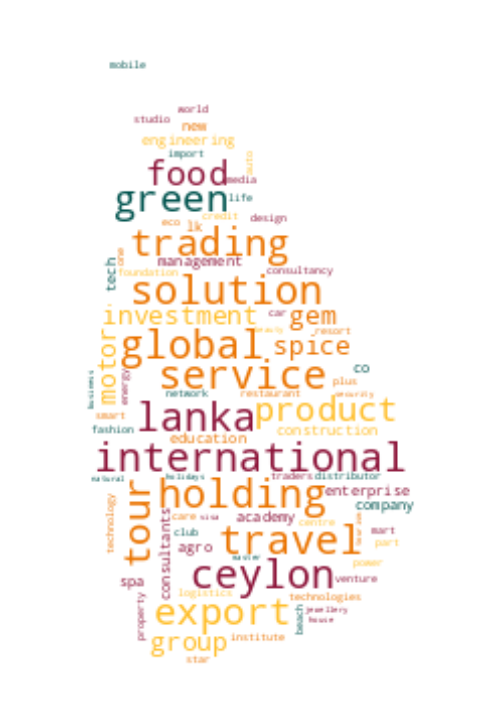 mobile
world
studio
new
engineering
import
auto
food
media
green
life
credit
design
eco
lk
trading
one
management
tech
foundation
consultancy
solution
investment
car
gem
motor
global
beauty
resort
spice
service
co
business
energy
plus
network
restaurant
security
smart
lanka
product
fashion
education
construction
international
natural
holidays
traders
distributor
tour
holding
enterprise
company
technology
consultants
care
visa
academy
centre
club
travel
mart
agro
part
master
power
spa
ceylon
venture
logistics
technologies
property
export
beach
jewellery
house
group
institute
star